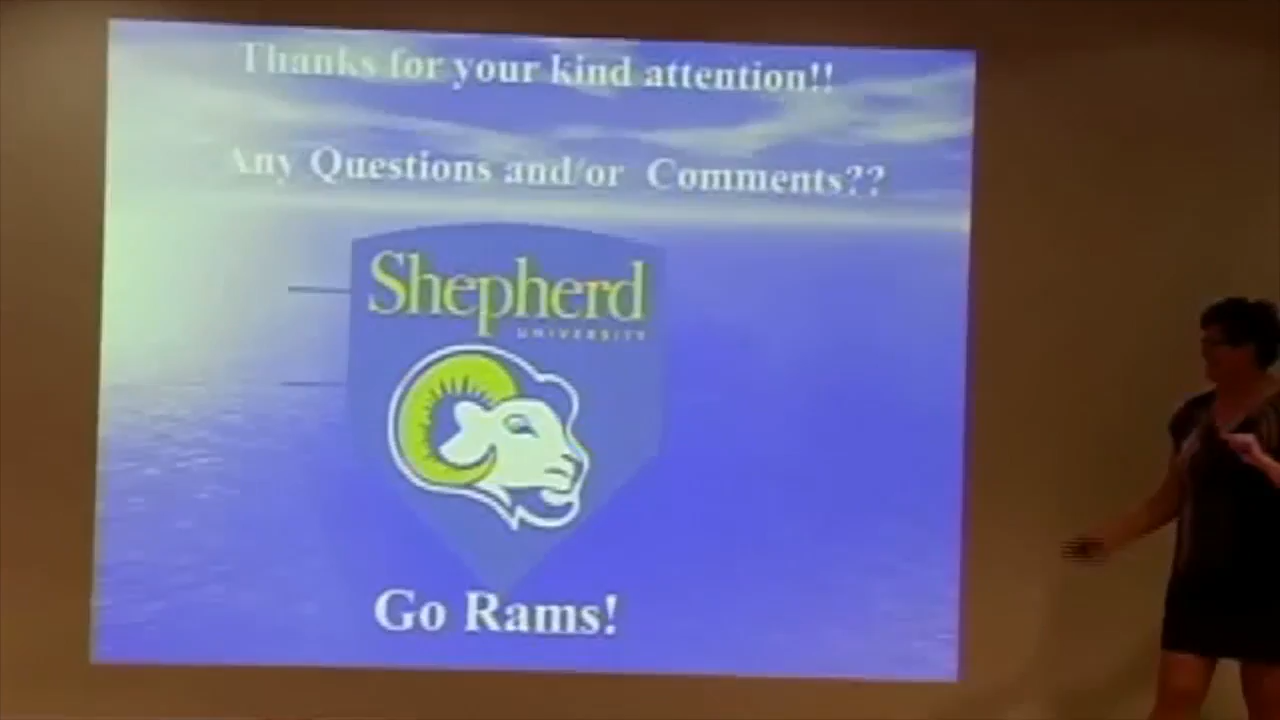 Thanks for your kind attention!!
Any Questions and/or Comments??
Shepherd
UNIVERSITY
Go Rams!